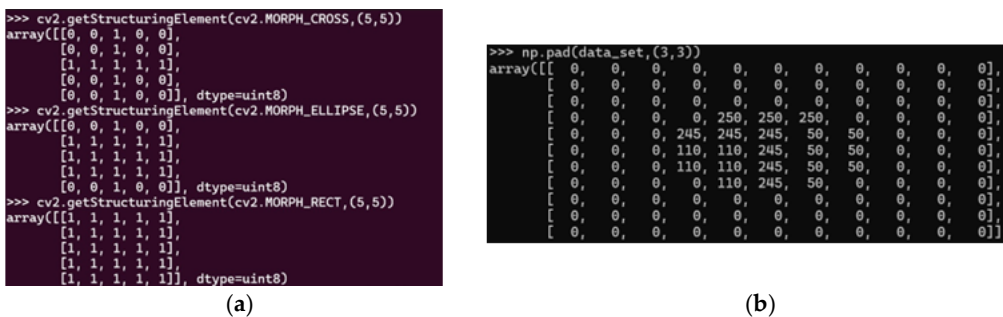 >>> cv2.getStructuringElement(cv2.MORPH_CROSS,(5,5))
array([[0, 0, 1, 0, 0],
       [0, 0, 1, 0, 0],
       [1, 1, 1, 1, 1],
       [0, 0, 1, 0, 0],
       [0, 0, 1, 0, 0]], dtype=uint8)
>>> cv2.getStructuringElement(cv2.MORPH_ELLIPSE,(5,5))
array([[0, 0, 1, 0, 0],
       [1, 1, 1, 1, 1],
       [1, 1, 1, 1, 1],
       [1, 1, 1, 1, 1],
       [0, 0, 1, 0, 0]], dtype=uint8)
>>> cv2.getStructuringElement(cv2.MORPH_RECT,(5,5))
array([[1, 1, 1, 1, 1],
       [1, 1, 1, 1, 1],
       [1, 1, 1, 1, 1],
       [1, 1, 1, 1, 1],
       [1, 1, 1, 1, 1]], dtype=uint8)
(a)
>>> np.pad(data_set,(3,3))
array([[  0,   0,   0,   0,   0,   0,   0,   0,   0,   0,   0],
       [  0,   0,   0,   0,   0,   0,   0,   0,   0,   0,   0],
       [  0,   0,   0,   0,   0,   0,   0,   0,   0,   0,   0],
       [  0,   0,   0,   0, 250, 250, 250,   0,   0,   0,   0],
       [  0,   0,   0, 245, 245, 245,  50,  50,   0,   0,   0],
       [  0,   0,   0, 110, 110, 245,  50,  50,   0,   0,   0],
       [  0,   0,   0, 110, 110, 245,  50,  50,   0,   0,   0],
       [  0,   0,   0,   0, 110, 245,  50,   0,   0,   0,   0],
       [  0,   0,   0,   0,   0,   0,   0,   0,   0,   0,   0],
       [  0,   0,   0,   0,   0,   0,   0,   0,   0,   0,   0],
       [  0,   0,   0,   0,   0,   0,   0,   0,   0,   0,   0]]
(b)